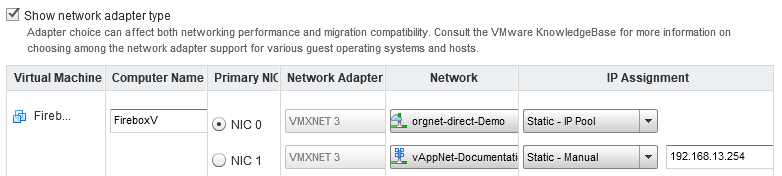 Show network adapter type
Adapter choice can affect both networking performance and migration compatibility. Consult the VMware KnowledgeBase for more information on
choosing among the network adapter support for various guest operating systems and hosts.
Virtual Machine Computer Name Primary NIC Network Adapter Network IP Assignment
Fireb... FireboxV NIC 0 VMXNET 3 orgnet-direct-Demo Static - IP Pool
NIC 1 VMXNET 3 vAppNet-Documentati Static - Manual 192.168.13.254